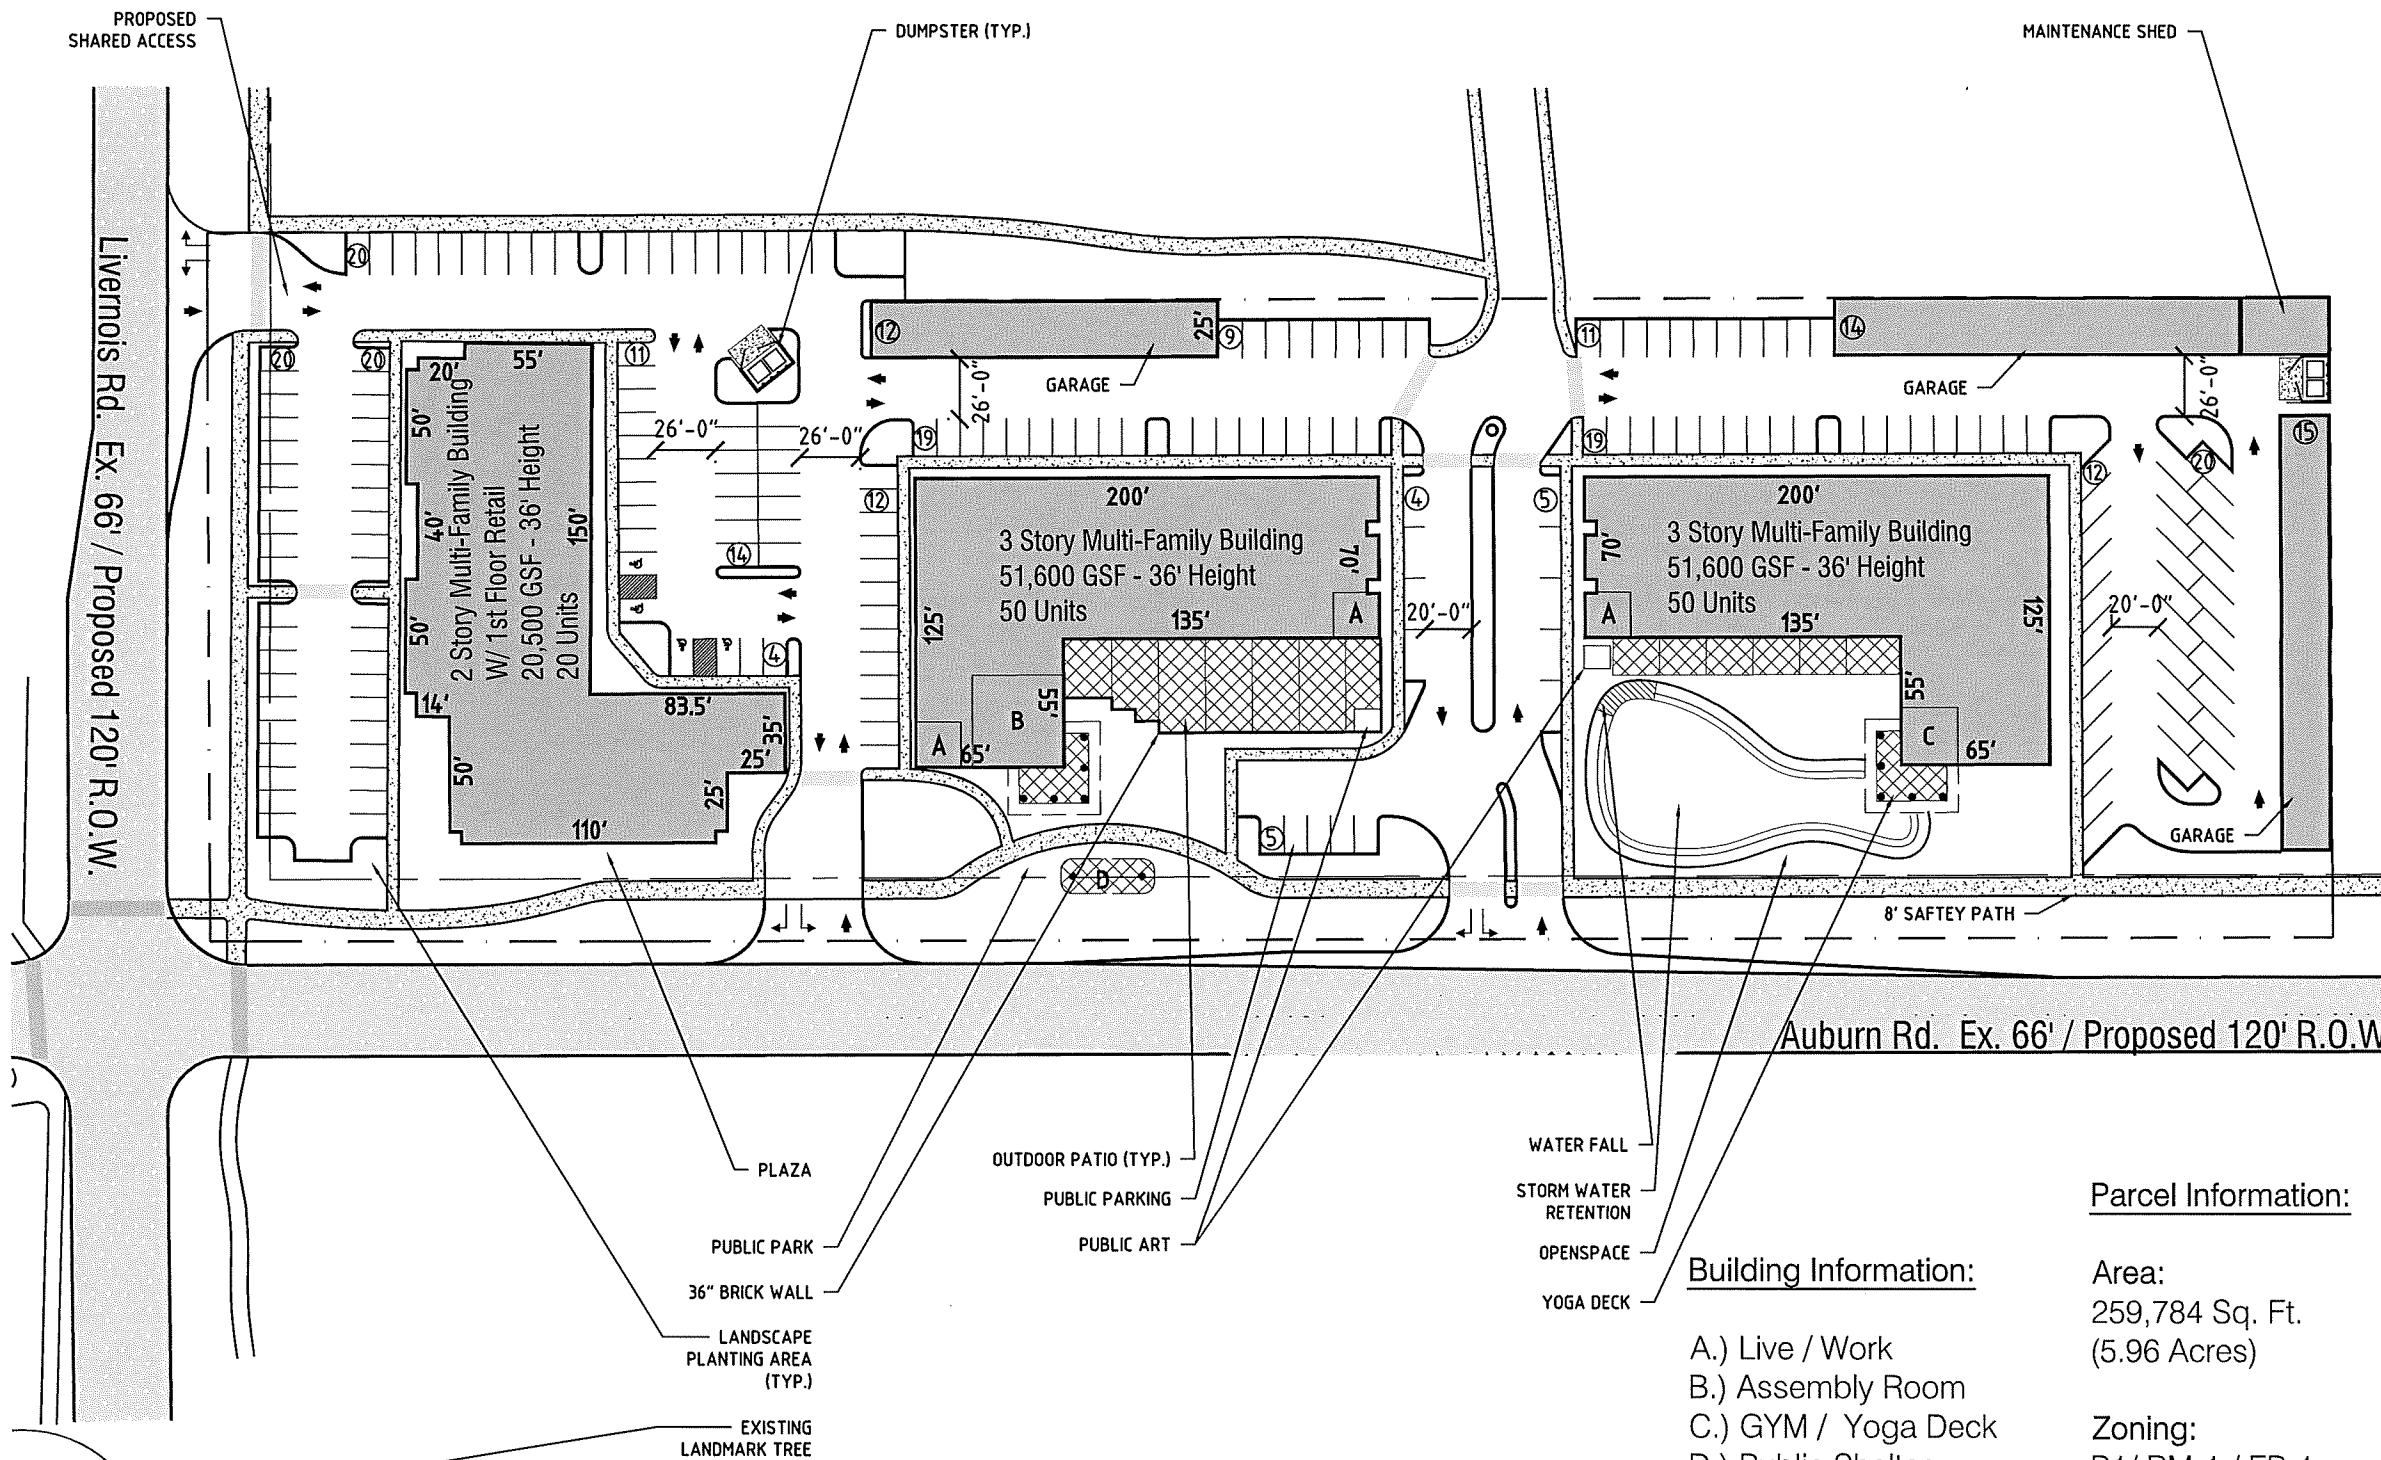 PROPOSED
SHARED ACCESS
DUMPSTER (TYP.)
MAINTENANCE SHED
Livernois Rd. Ex. 66' / Proposed 120' R.O.W.
20
20
20
11
12
25'
9
11
14
GARAGE
26'-0"
GARAGE
26'-0"
20'
55'
50'
40'
50'
14'
50'
150'
2 Story Multi-Family Building
W/ 1st Floor Retail
20,500 GSF - 36' Height
20 Units
83.5'
35'
25'
25'
110'
26'-0"
26'-0"
14
4
19
12
200'
3 Story Multi-Family Building
51,600 GSF - 36' Height
50 Units
70'
125'
135'
A
B
A
55'
65'
4
5
20'-0"
19
200'
3 Story Multi-Family Building
51,600 GSF - 36' Height
50 Units
70'
A
135'
125'
55'
C
65'
12
20
15
20'-0"
GARAGE
5
D
8' SAFTEY PATH
Auburn Rd. Ex. 66' / Proposed 120' R.O.W
PLAZA
PUBLIC PARK
36" BRICK WALL
LANDSCAPE
PLANTING AREA
(TYP.)
EXISTING
LANDMARK TREE
OUTDOOR PATIO (TYP.)
PUBLIC PARKING
PUBLIC ART
WATER FALL
STORM WATER
RETENTION
OPENSPACE
YOGA DECK
Building Information:
A.) Live / Work
B.) Assembly Room
C.) GYM / Yoga Deck
D.) Public Shelter
Parcel Information:
Area:
259,784 Sq. Ft.
(5.96 Acres)
Zoning: